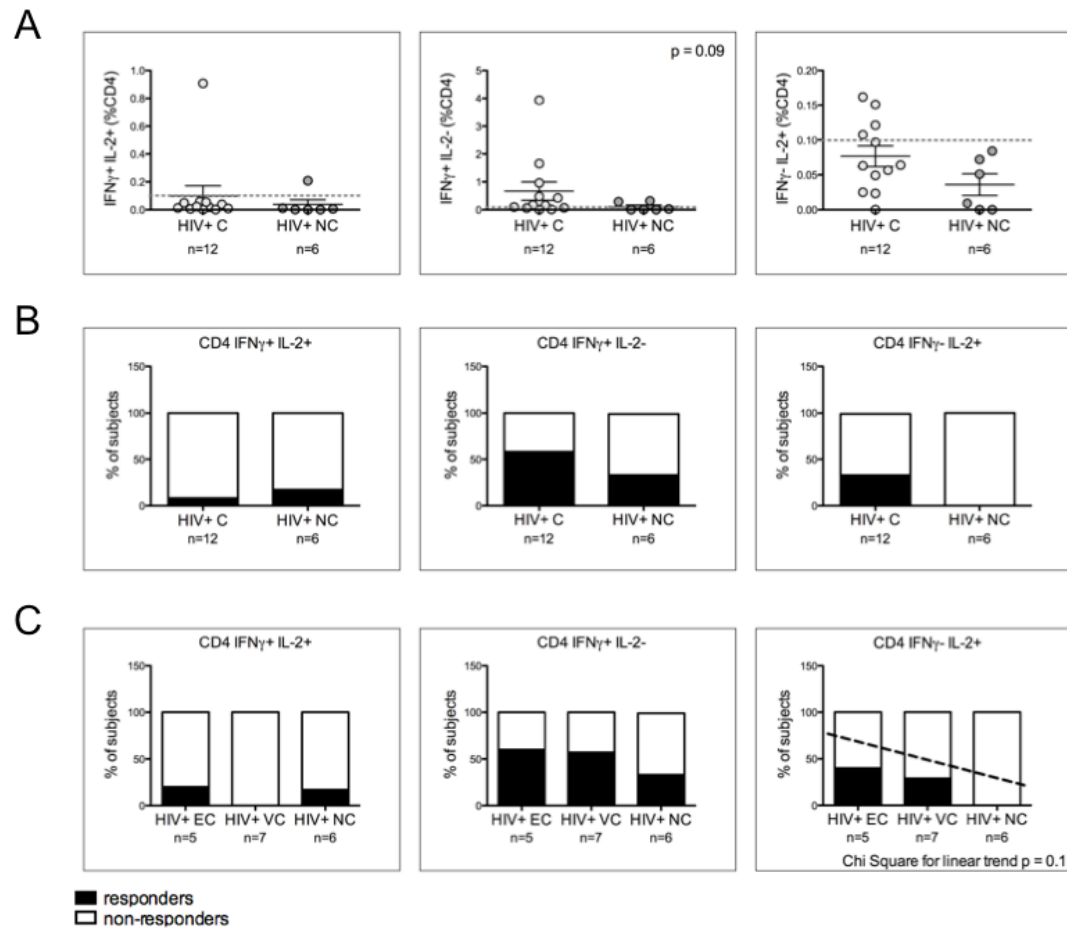 A
IFNγ+ IL-2+ (%CD4)
1.0
0.8
0.6
0.4
0.2
0.0
HIV+ C
HIV+ NC
n=12
n=6
p = 0.09
IFNγ+ IL-2- (%CD4)
5
4
3
2
1
0
HIV+ C
HIV+ NC
n=12
n=6
IFNγ- IL-2+ (%CD4)
0.20
0.15
0.10
0.05
0.00
HIV+ C
HIV+ NC
n=12
n=6
B
CD4 IFNγ+ IL-2+
% of subjects
150
100
50
0
HIV+ C
HIV+ NC
n=12
n=6
CD4 IFNγ+ IL-2-
% of subjects
150
100
50
0
HIV+ C
HIV+ NC
n=12
n=6
CD4 IFNγ- IL-2+
% of subjects
150
100
50
0
HIV+ C
HIV+ NC
n=12
n=6
C
CD4 IFNγ+ IL-2+
% of subjects
150
100
50
0
HIV+ EC HIV+ VC HIV+ NC
n=5 n=7 n=6
CD4 IFNγ+ IL-2-
% of subjects
150
100
50
0
HIV+ EC HIV+ VC HIV+ NC
n=5 n=7 n=6
CD4 IFNγ- IL-2+
% of subjects
150
100
50
0
HIV+ EC HIV+ VC HIV+ NC
n=5 n=7 n=6
Chi Square for linear trend p = 0.1
responders
non-responders